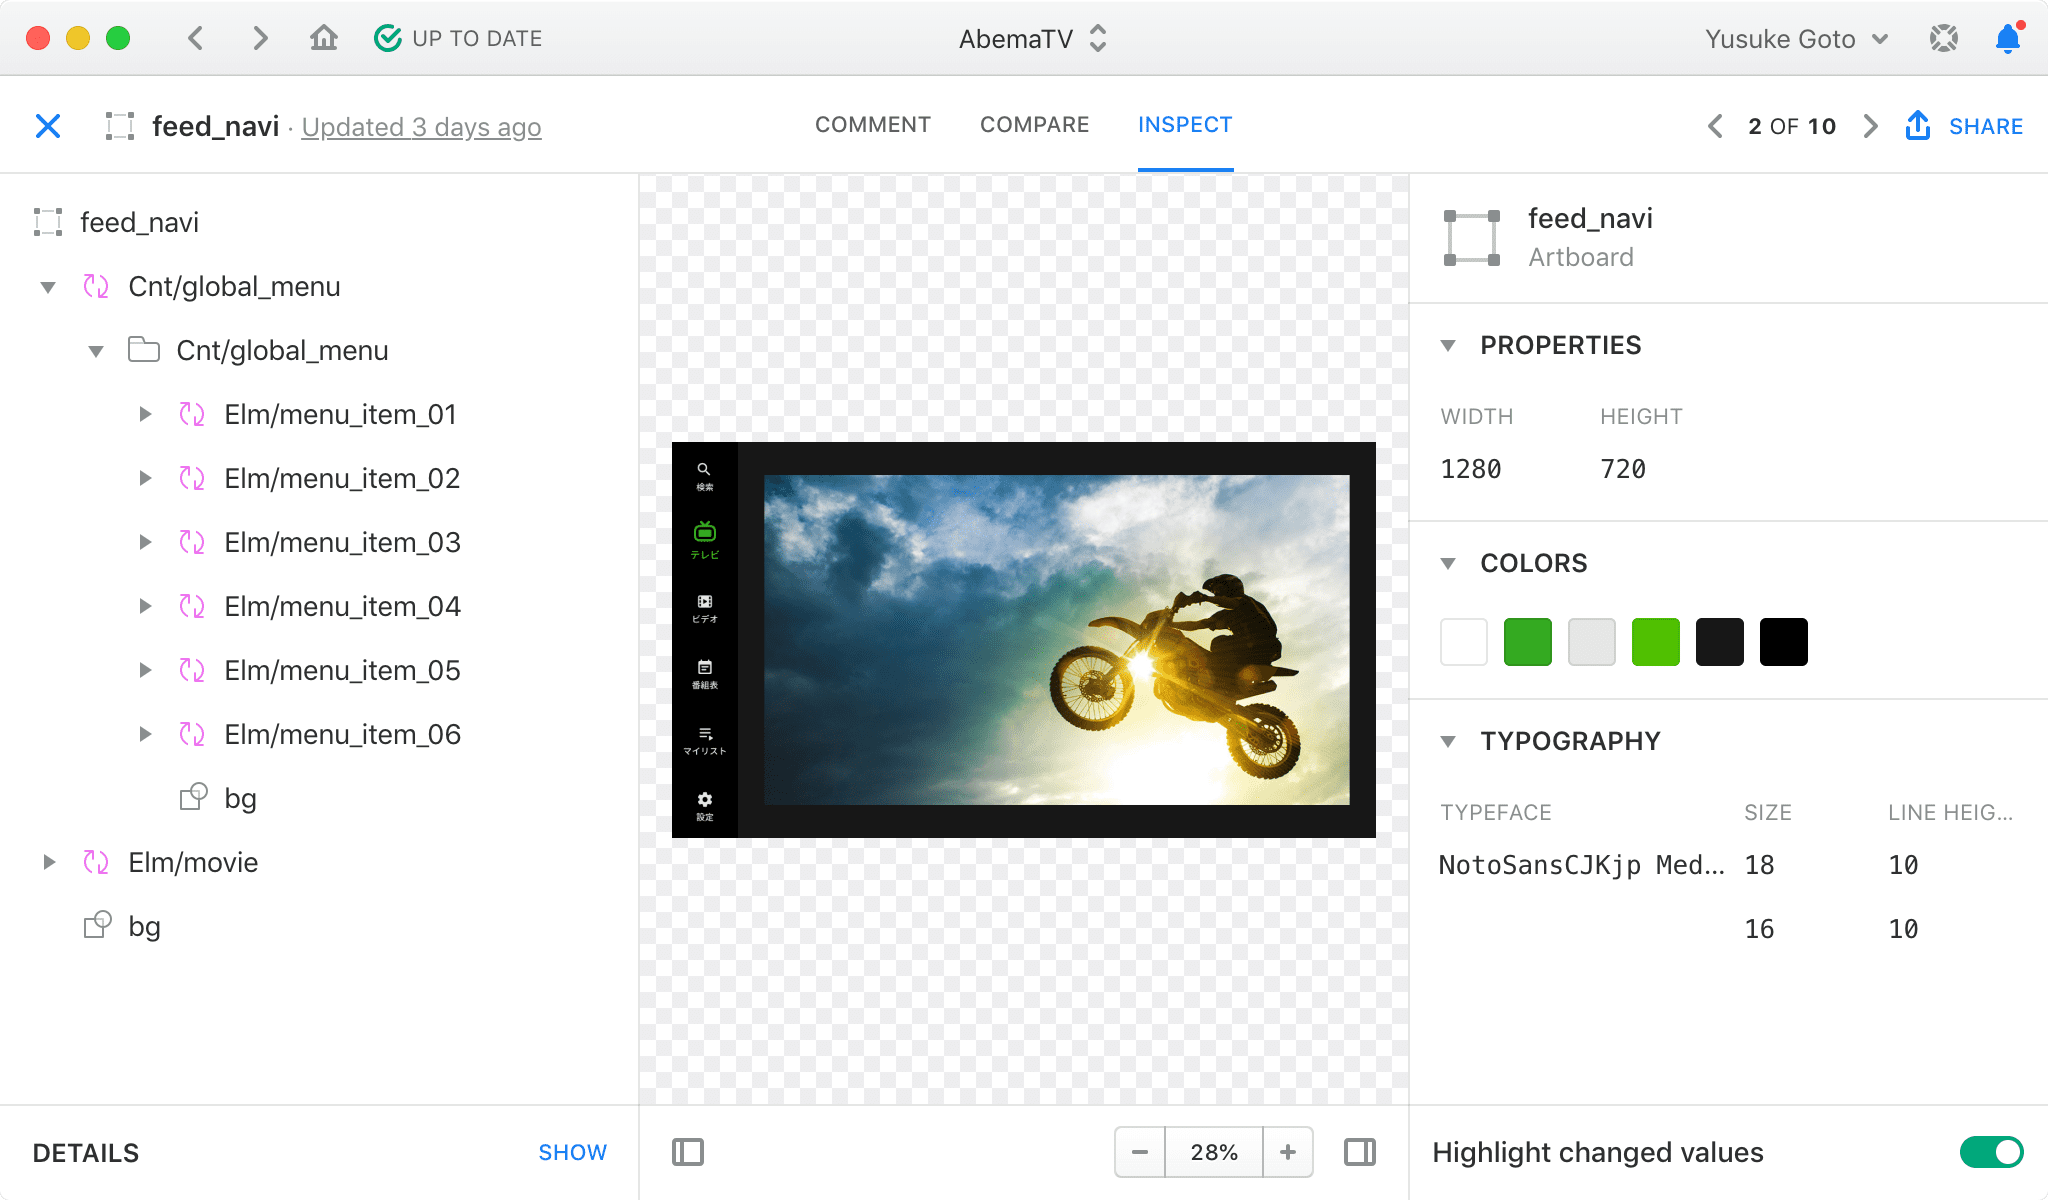 UP TO DATE
AbemaTV
Yusuke Goto
feed_navi · Updated 3 days ago
COMMENT
COMPARE
INSPECT
2 OF 10
SHARE
feed_navi
Cnt/global_menu
Cnt/global_menu
Elm/menu_item_01
Elm/menu_item_02
Elm/menu_item_03
Elm/menu_item_04
Elm/menu_item_05
Elm/menu_item_06
bg
Elm/movie
bg
DETAILS
SHOW
検索
テレビ
ビデオ
番組表
マイリスト
設定
28%
feed_navi
Artboard
PROPERTIES
WIDTH HEIGHT
1280 720
COLORS
TYPOGRAPHY
TYPEFACE SIZE LINE HEIG...
NotoSansCJKjp Med... 18 10
16 10
Highlight changed values